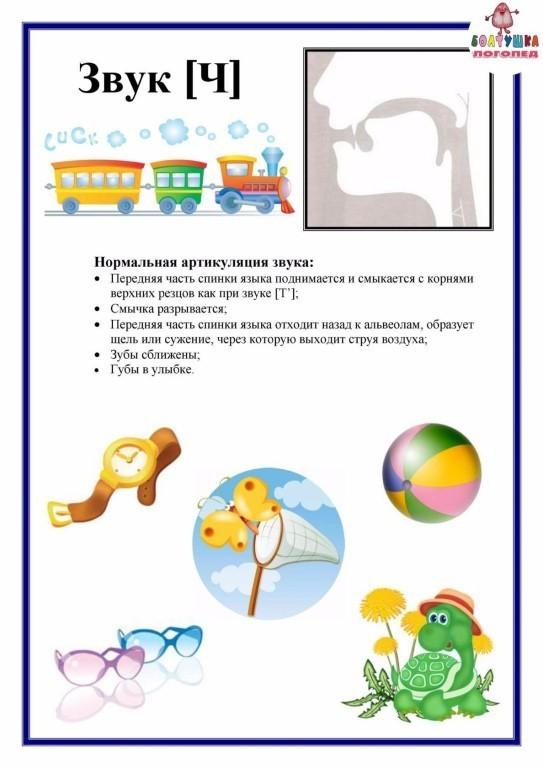 БОЛТУШКА
ЛОГОПЕД
Звук [Ч]
Нормальная артикуляция звука:
• Передняя часть спинки языка поднимается и смыкается с корнями
верхних резцов как при звуке [Т’];
• Смычка разрывается;
• Передняя часть спинки языка отходит назад к альвеолам, образует
щель или сужение, через которую выходит струя воздуха;
• Зубы сближены;
• Губы в улыбке.